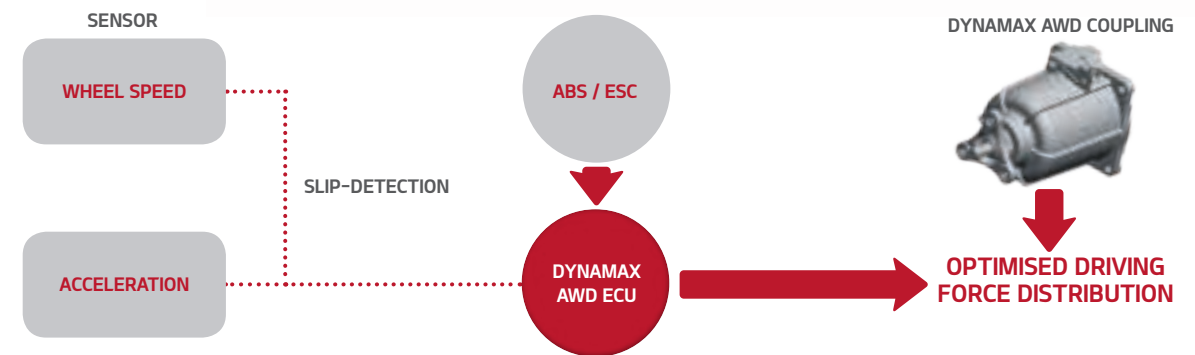 SENSOR
WHEEL SPEED
ACCELERATION
SLIP-DETECTION
ABS / ESC
DYNAMAX
AWD ECU
DYNAMAX AWD COUPLING
OPTIMISED DRIVING
FORCE DISTRIBUTION